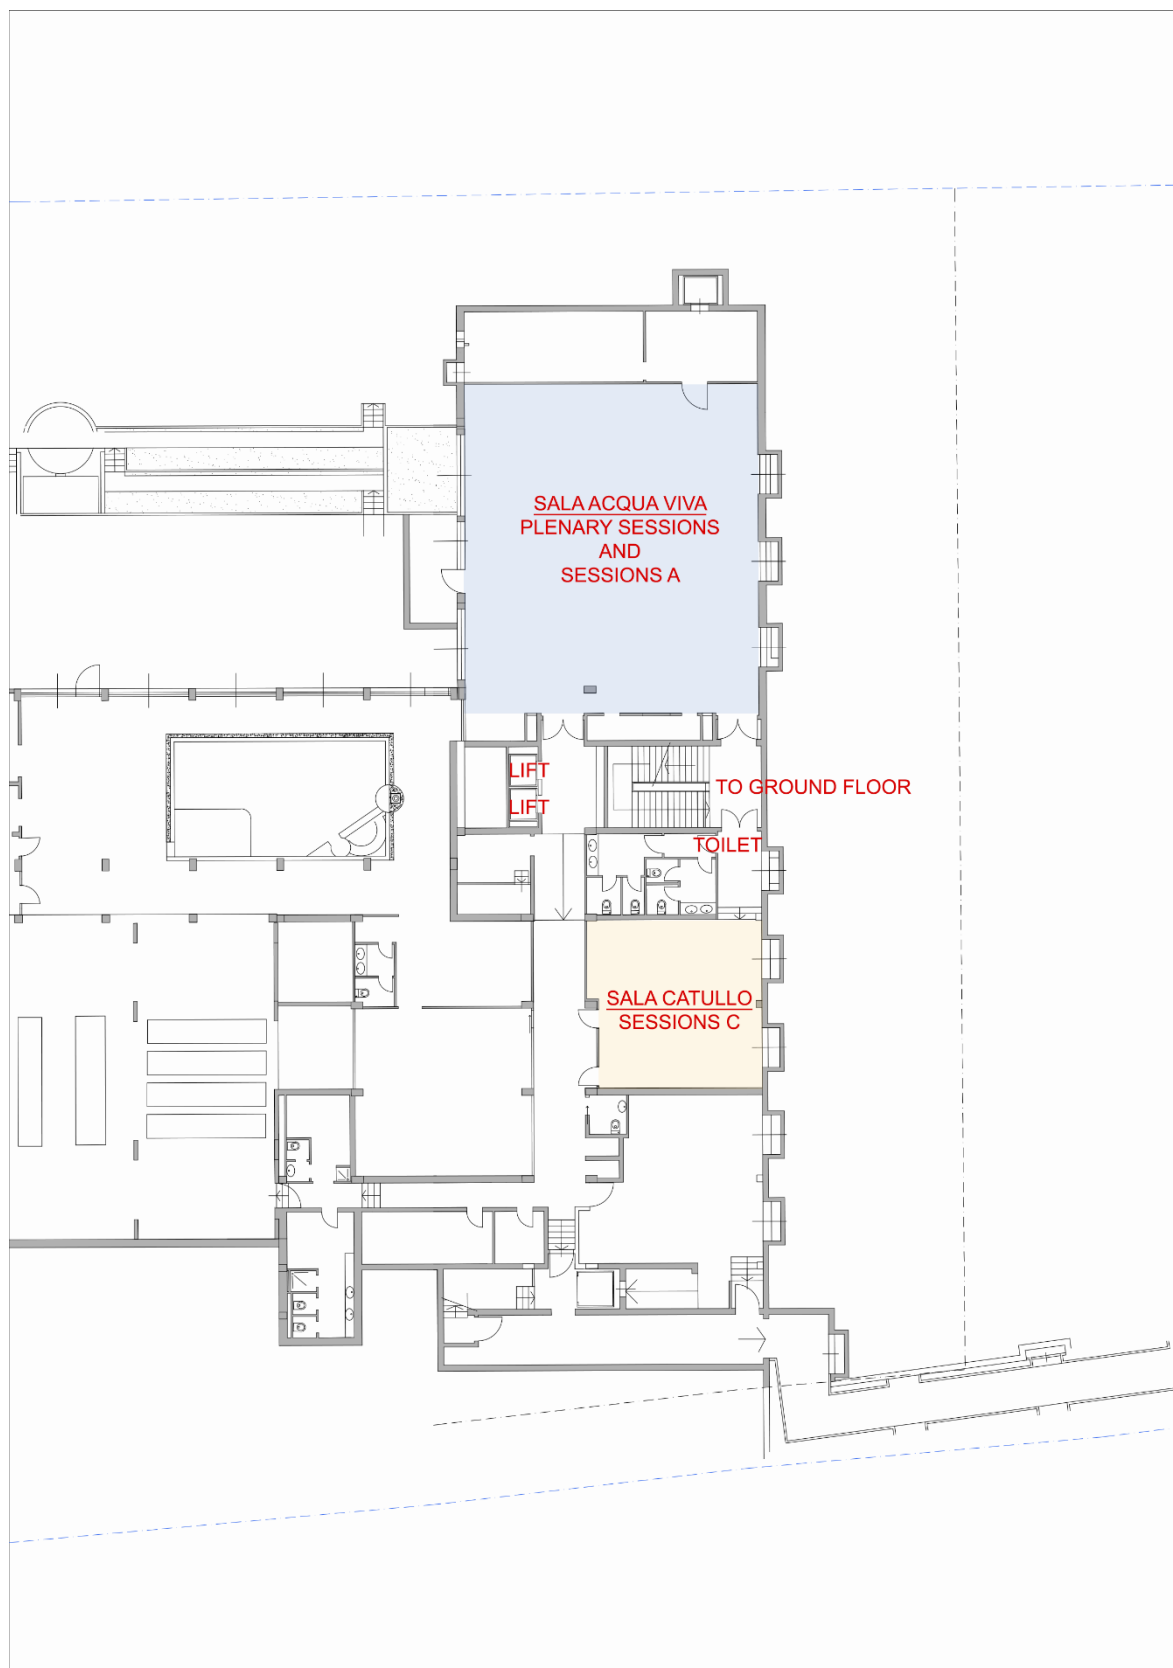 SALA ACQUA VIVA
PLENARY SESSIONS
AND
SESSIONS A
LIFT
LIFT
TO GROUND FLOOR
TOILET
SALA CATULLO
SESSIONS C